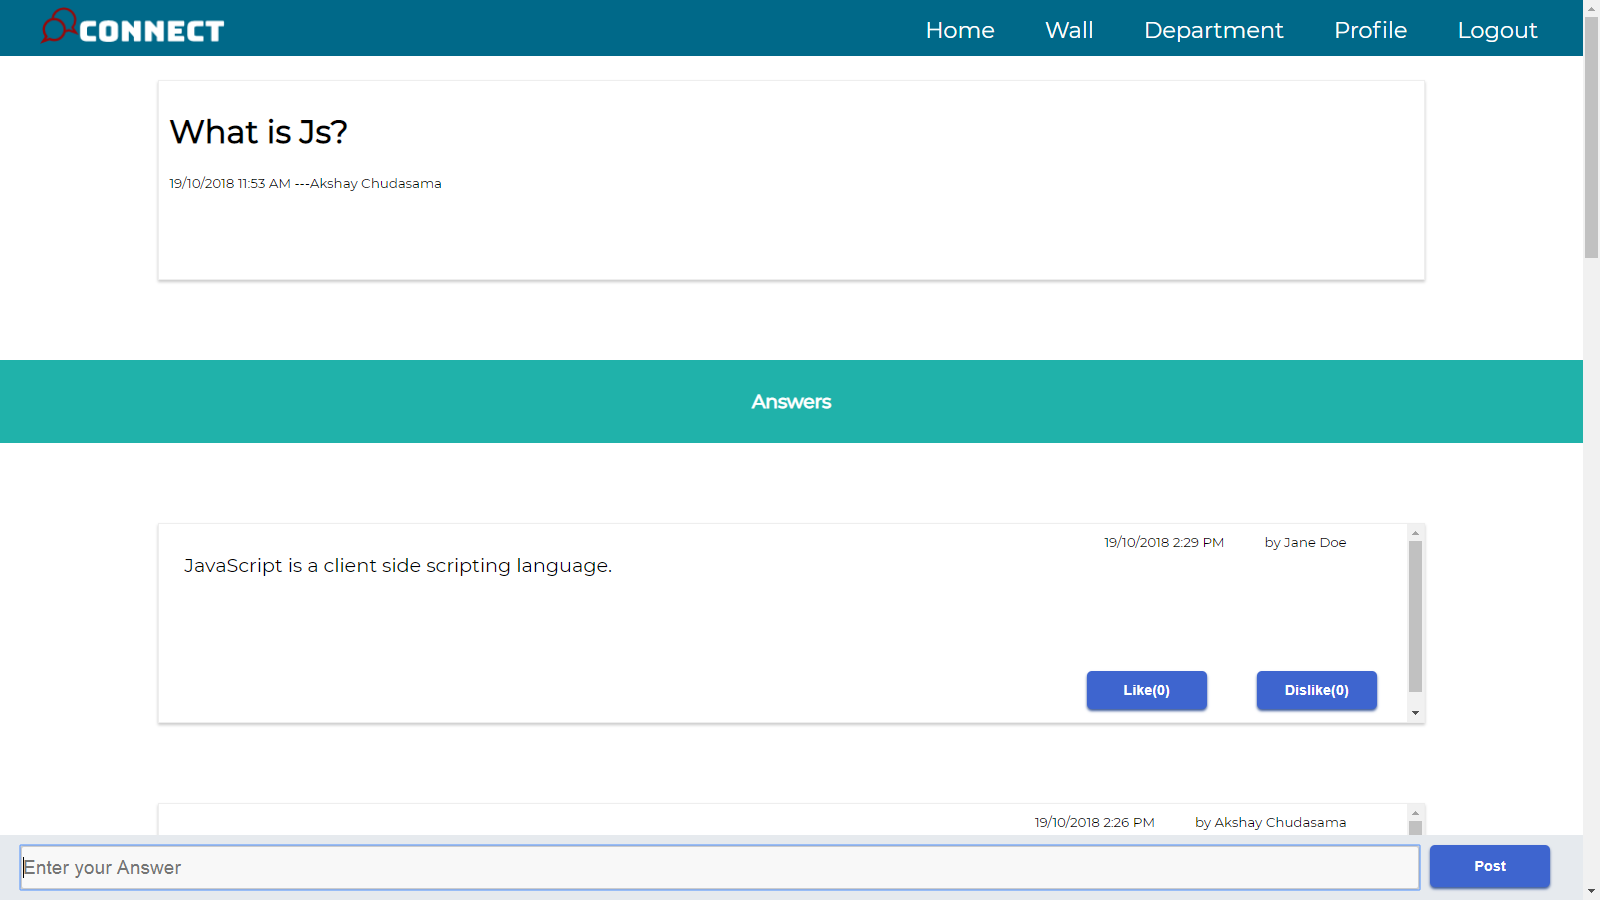 CONNECT
Home Wall Department Profile Logout
What is Js?
19/10/2018 11:53 AM ---Akshay Chudasama
Answers
19/10/2018 2:29 PM by Jane Doe
JavaScript is a client side scripting language.
Like(0) Dislike(0)
19/10/2018 2:26 PM by Akshay Chudasama
Enter your Answer Post